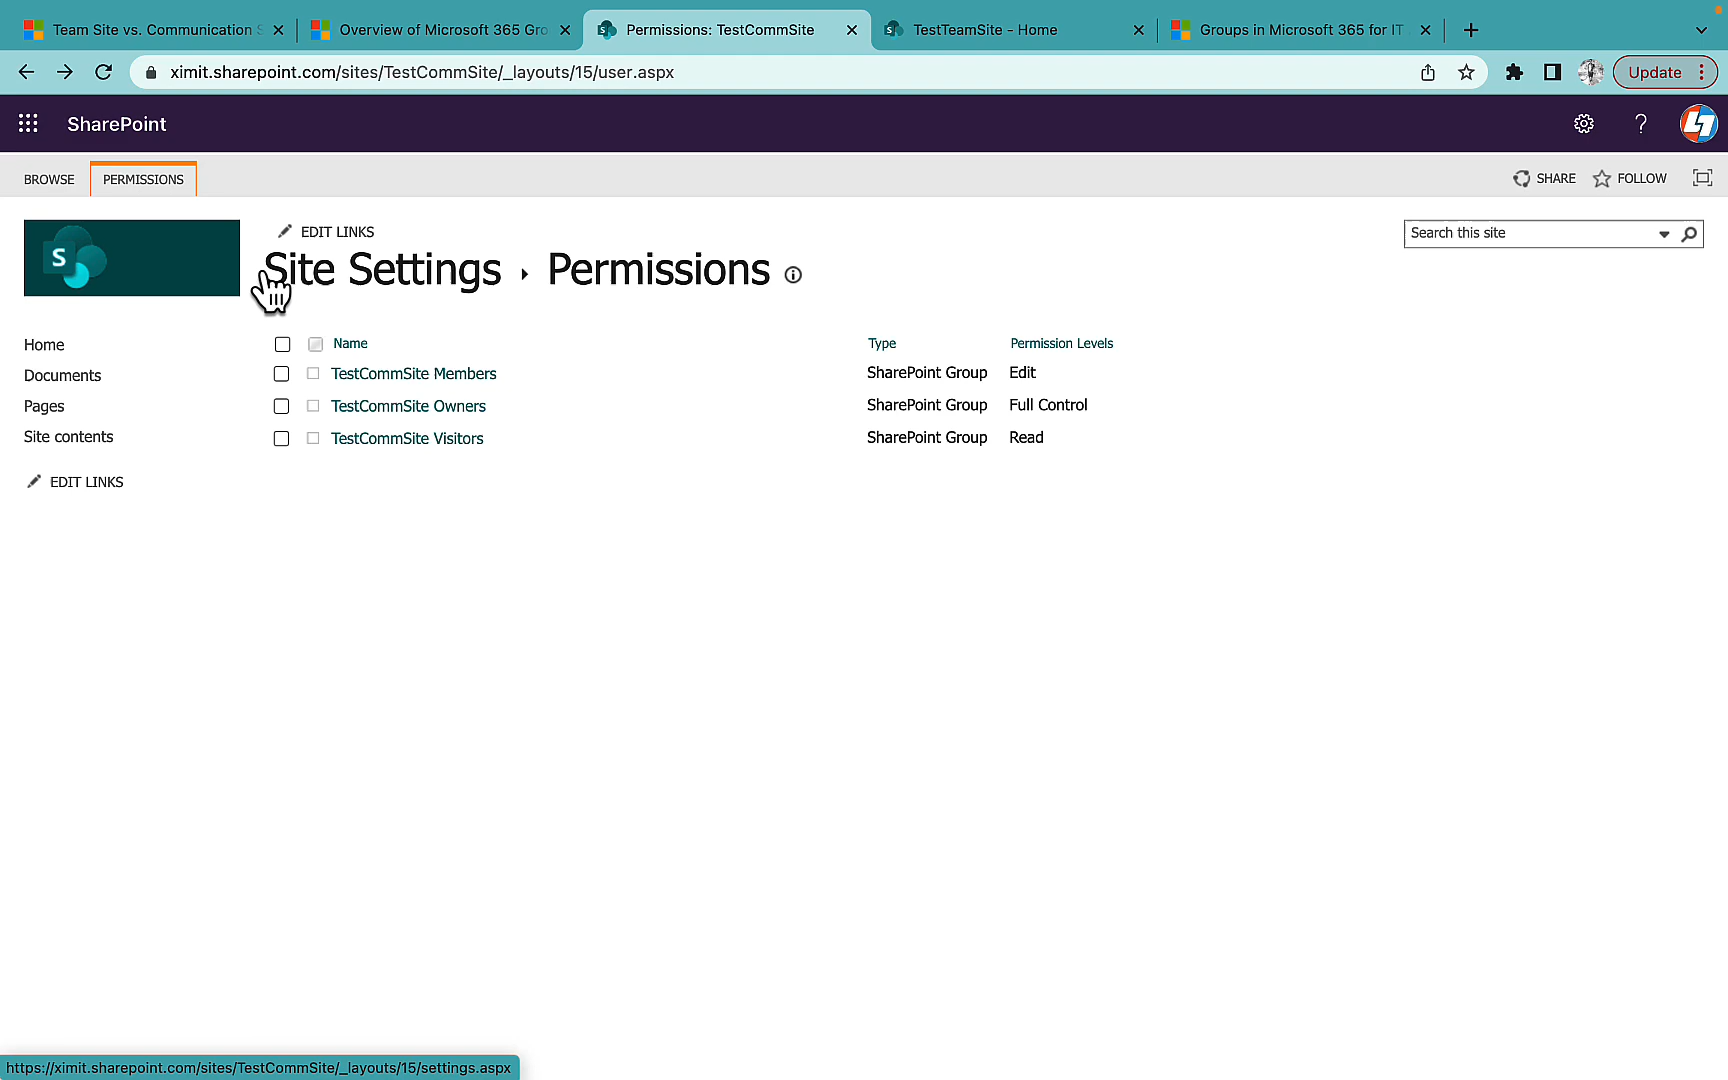 Team Site vs. Communication S
Overview of Microsoft 365 Gro
Permissions: TestCommSite
TestTeamSite - Home
Groups in Microsoft 365 for IT
ximit.sharepoint.com/sites/TestCommSite/_layouts/15/user.aspx
Update
SharePoint
BROWSE
PERMISSIONS
SHARE
FOLLOW
S
EDIT LINKS
Site Settings
Permissions
Search this site
Home
Documents
Pages
Site contents
EDIT LINKS
Name Type Permission Levels
TestCommSite Members SharePoint Group Edit
TestCommSite Owners SharePoint Group Full Control
TestCommSite Visitors SharePoint Group Read
https://ximit.sharepoint.com/sites/TestCommSite/_layouts/15/settings.aspx